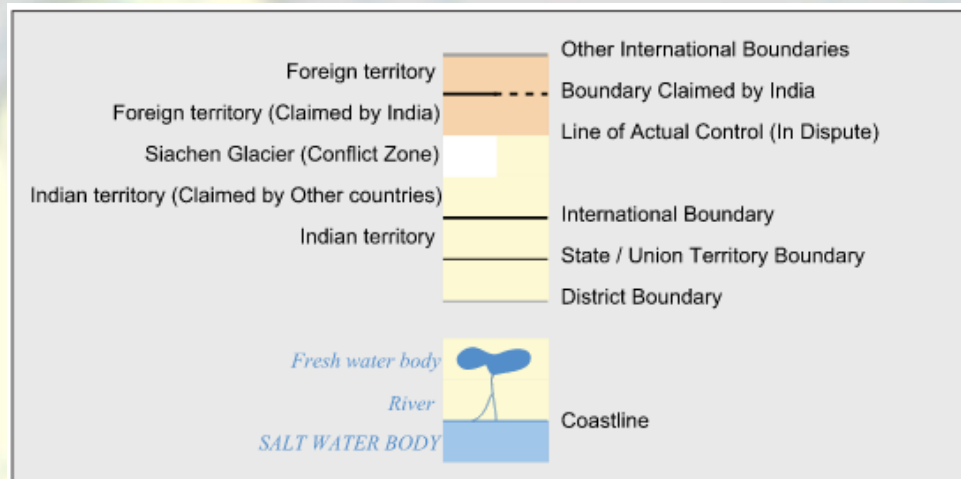 Other International Boundaries
Foreign territory
Boundary Claimed by India
Foreign territory (Claimed by India)
Line of Actual Control (In Dispute)
Siachen Glacier (Conflict Zone)
Indian territory (Claimed by Other countries)
International Boundary
Indian territory
State / Union Territory Boundary
District Boundary
Fresh water body
River
Coastline
SALT WATER BODY